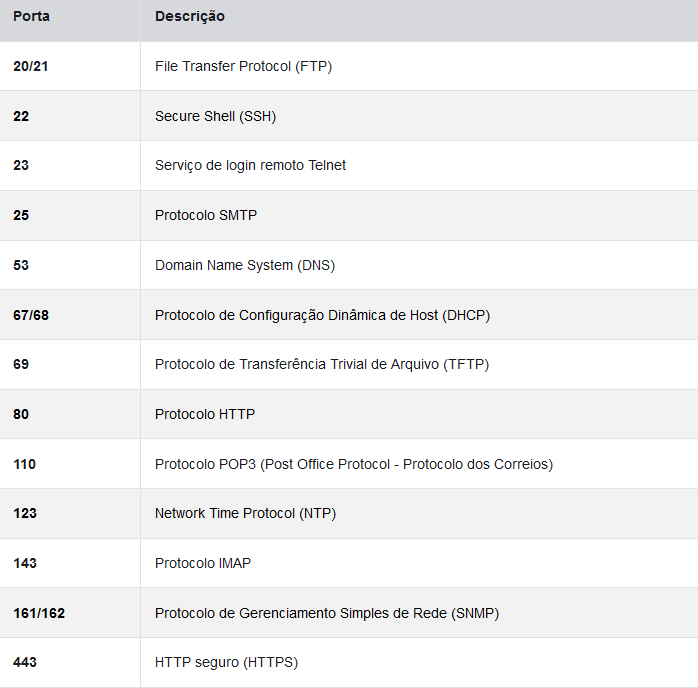 Porta Descrição
20/21 File Transfer Protocol (FTP)
22 Secure Shell (SSH)
23 Serviço de login remoto Telnet
25 Protocolo SMTP
53 Domain Name System (DNS)
67/68 Protocolo de Configuração Dinâmica de Host (DHCP)
69 Protocolo de Transferência Trivial de Arquivo (TFTP)
80 Protocolo HTTP
110 Protocolo POP3 (Post Office Protocol - Protocolo dos Correios)
123 Network Time Protocol (NTP)
143 Protocolo IMAP
161/162 Protocolo de Gerenciamento Simples de Rede (SNMP)
443 HTTP seguro (HTTPS)